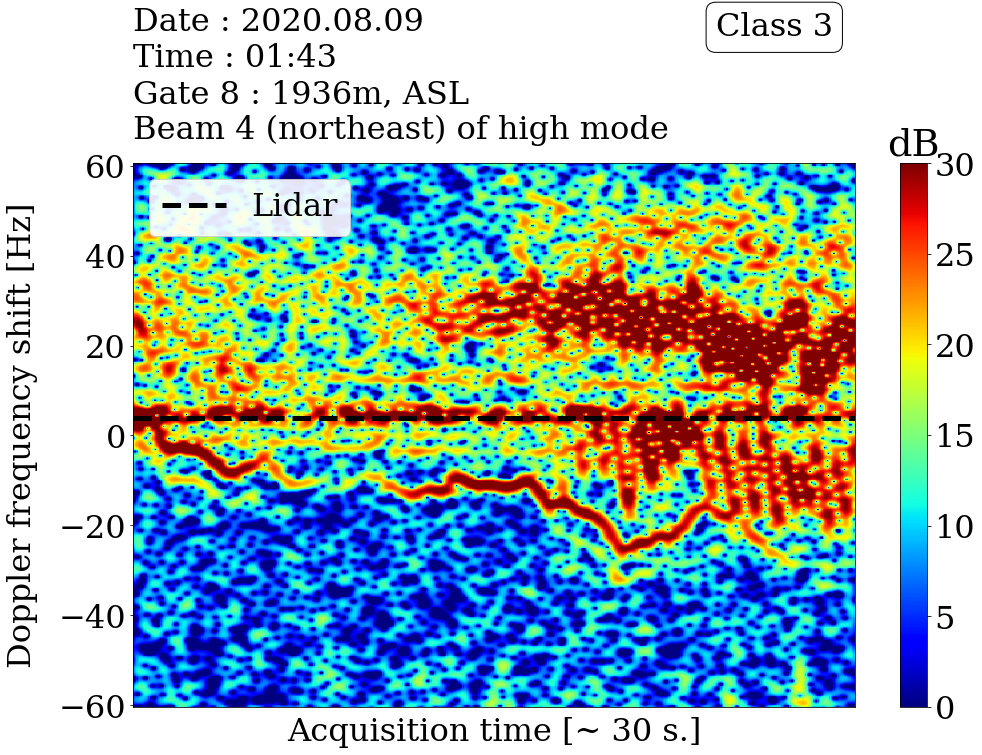 Date : 2020.08.09
Class 3
Time : 01:43
Gate 8 : 1936m, ASL
Beam 4 (northeast) of high mode
dB
60
40
20
0
−20
−40
−60
Doppler frequency shift [Hz]
Lidar
30
25
20
15
10
5
0
Acquisition time [~ 30 s.]